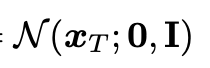 = 𝒩(𝒙_T; 𝟎, 𝐈)